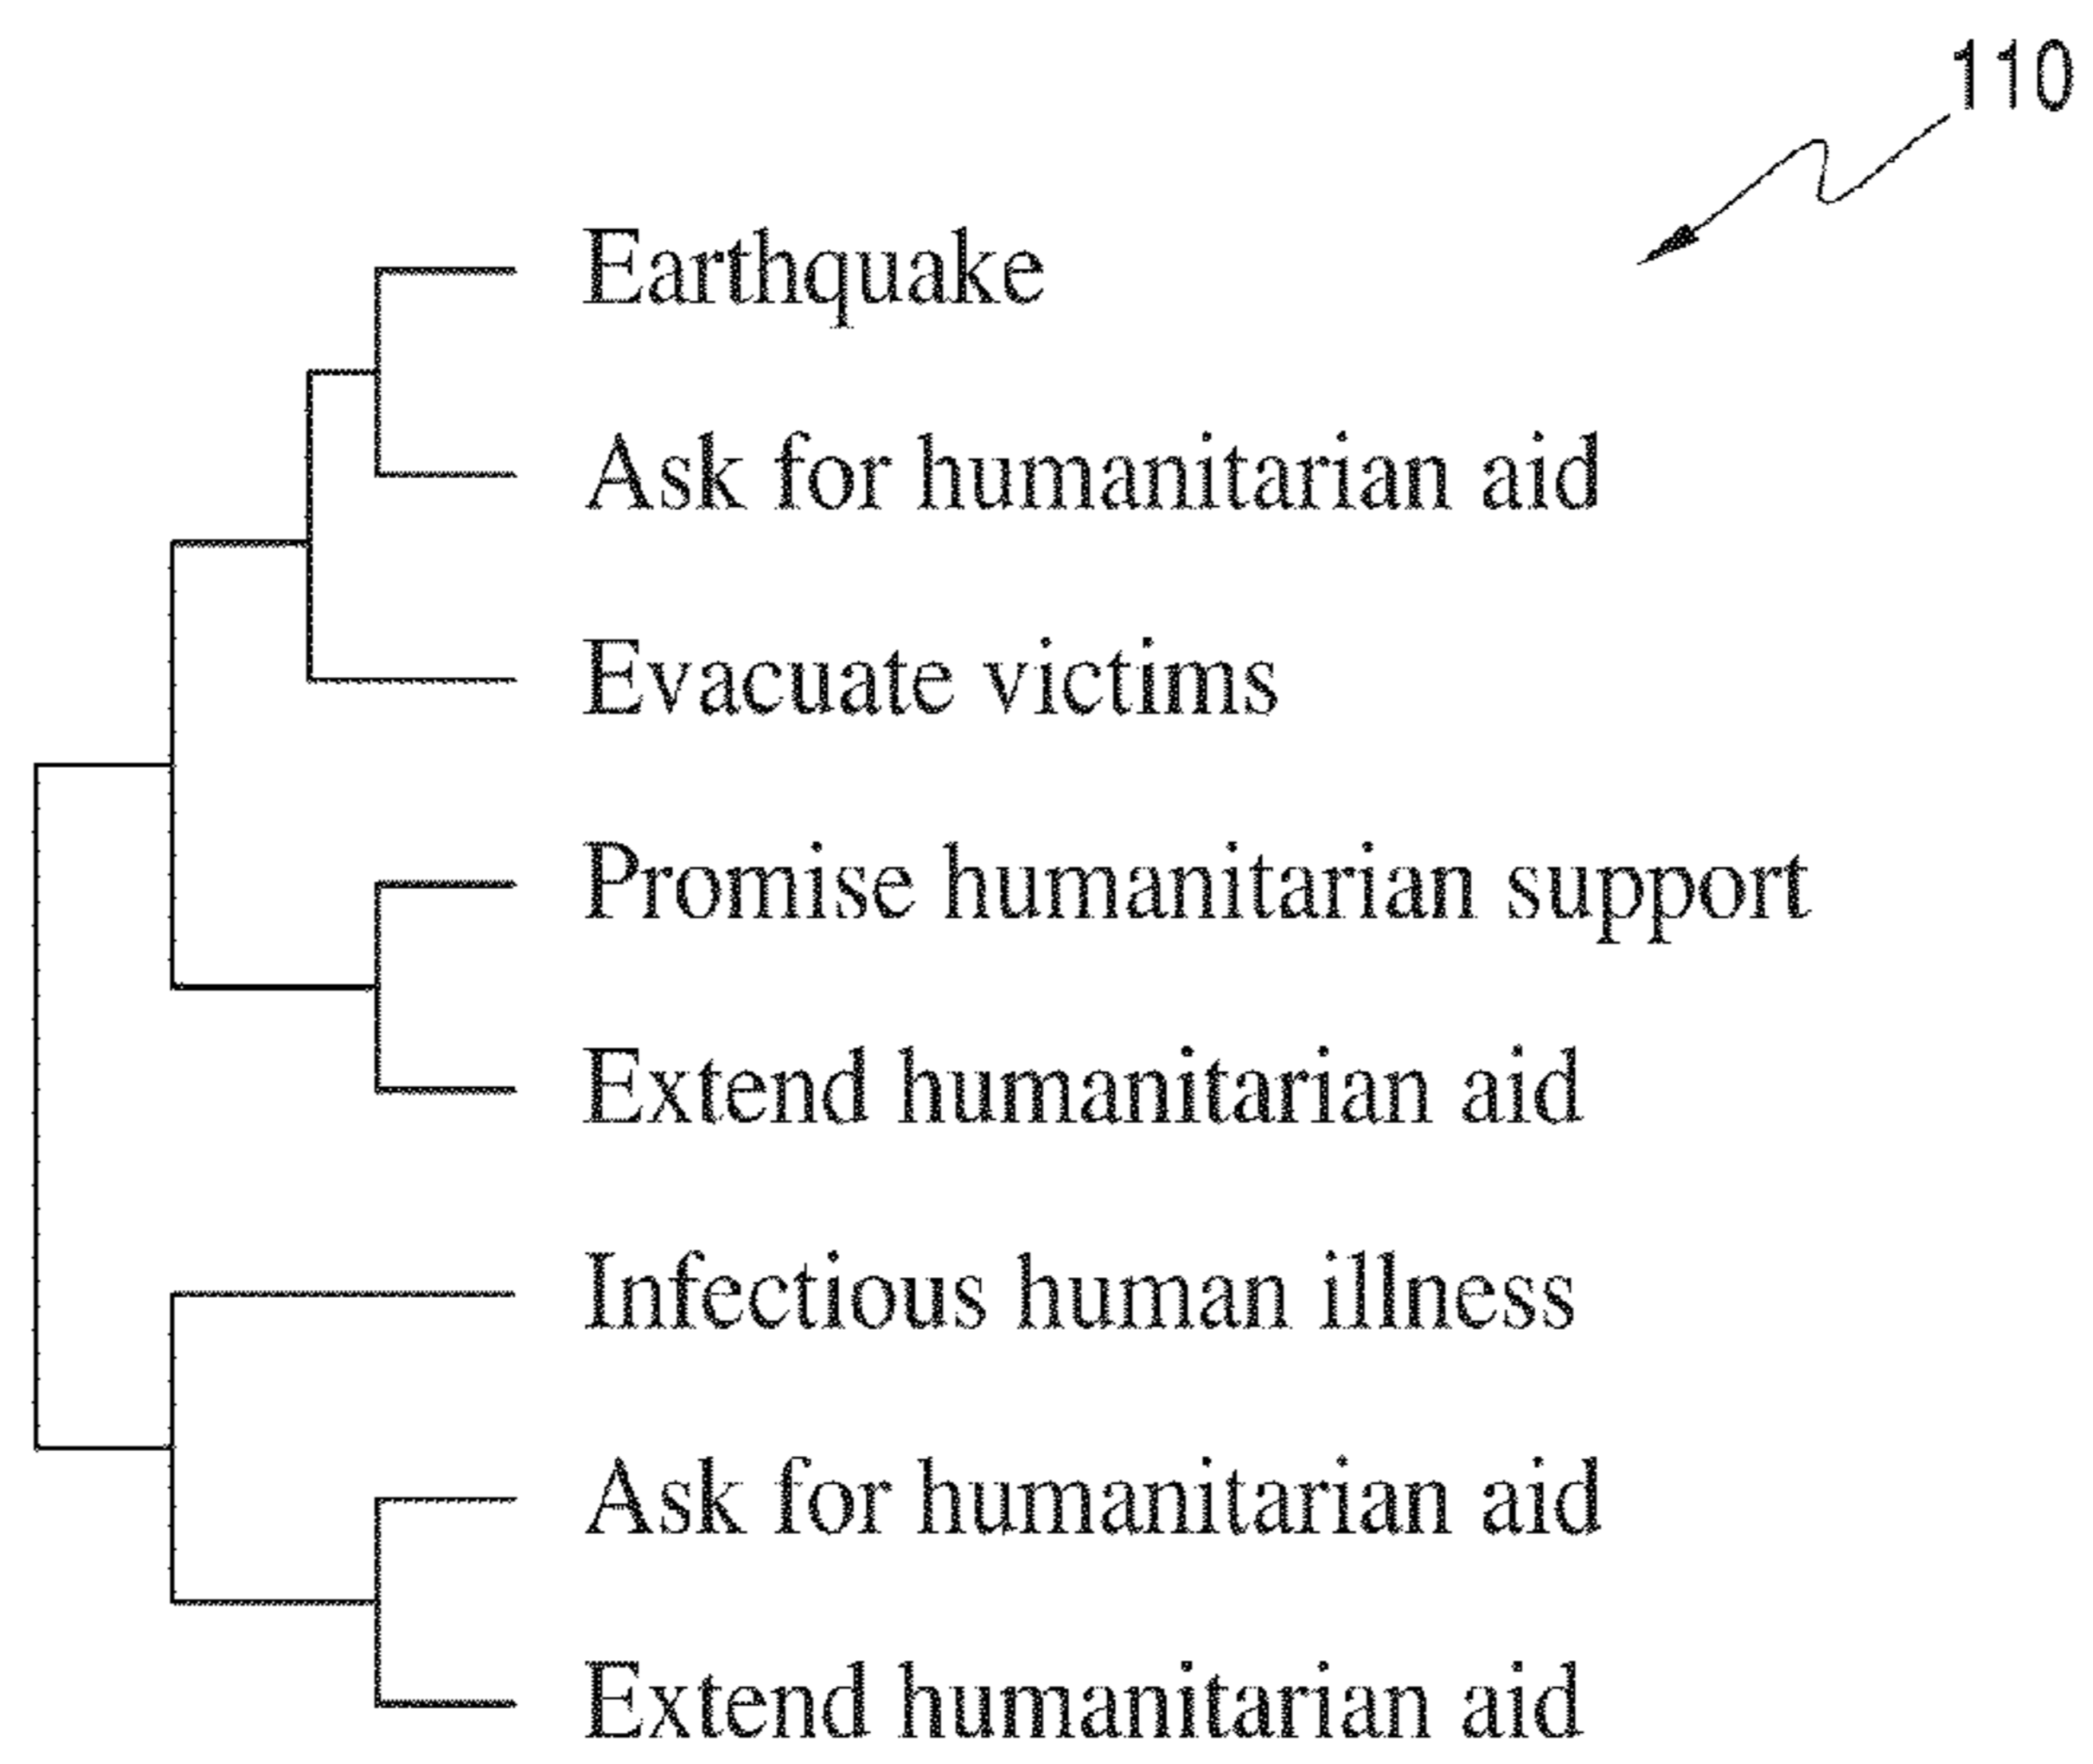 110
Earthquake
Ask for humanitarian aid
Evacuate victims
Promise humanitarian support
Extend humanitarian aid
Infectious human illness
Ask for humanitarian aid
Extend humanitarian aid